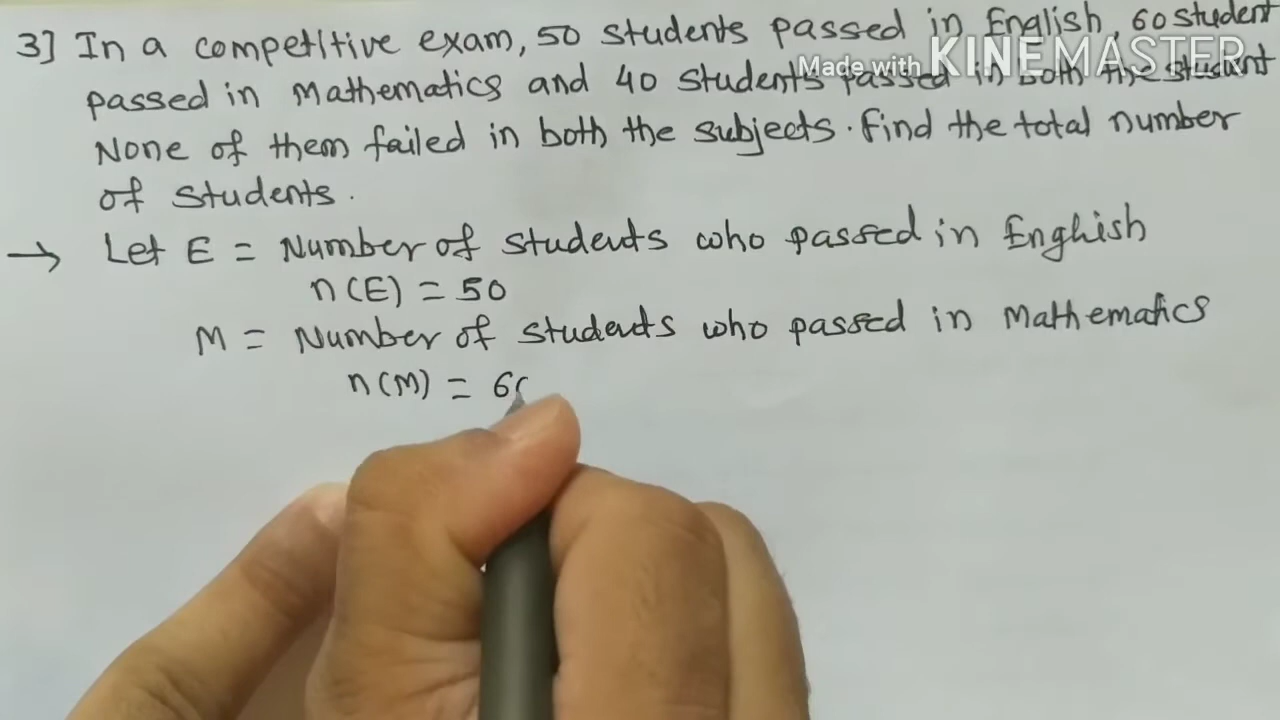 3] In a competitive exam, 50 students passed in English, 60 student
Made with KINEMASTER
passed in Mathematics and 40 students passed in both the student
None of them failed in both the subjects. Find the total number
of students.
→ Let E = Number of students who passed in English
n(E) = 50
M = Number of students who passed in Mathematics
n(M) = 60